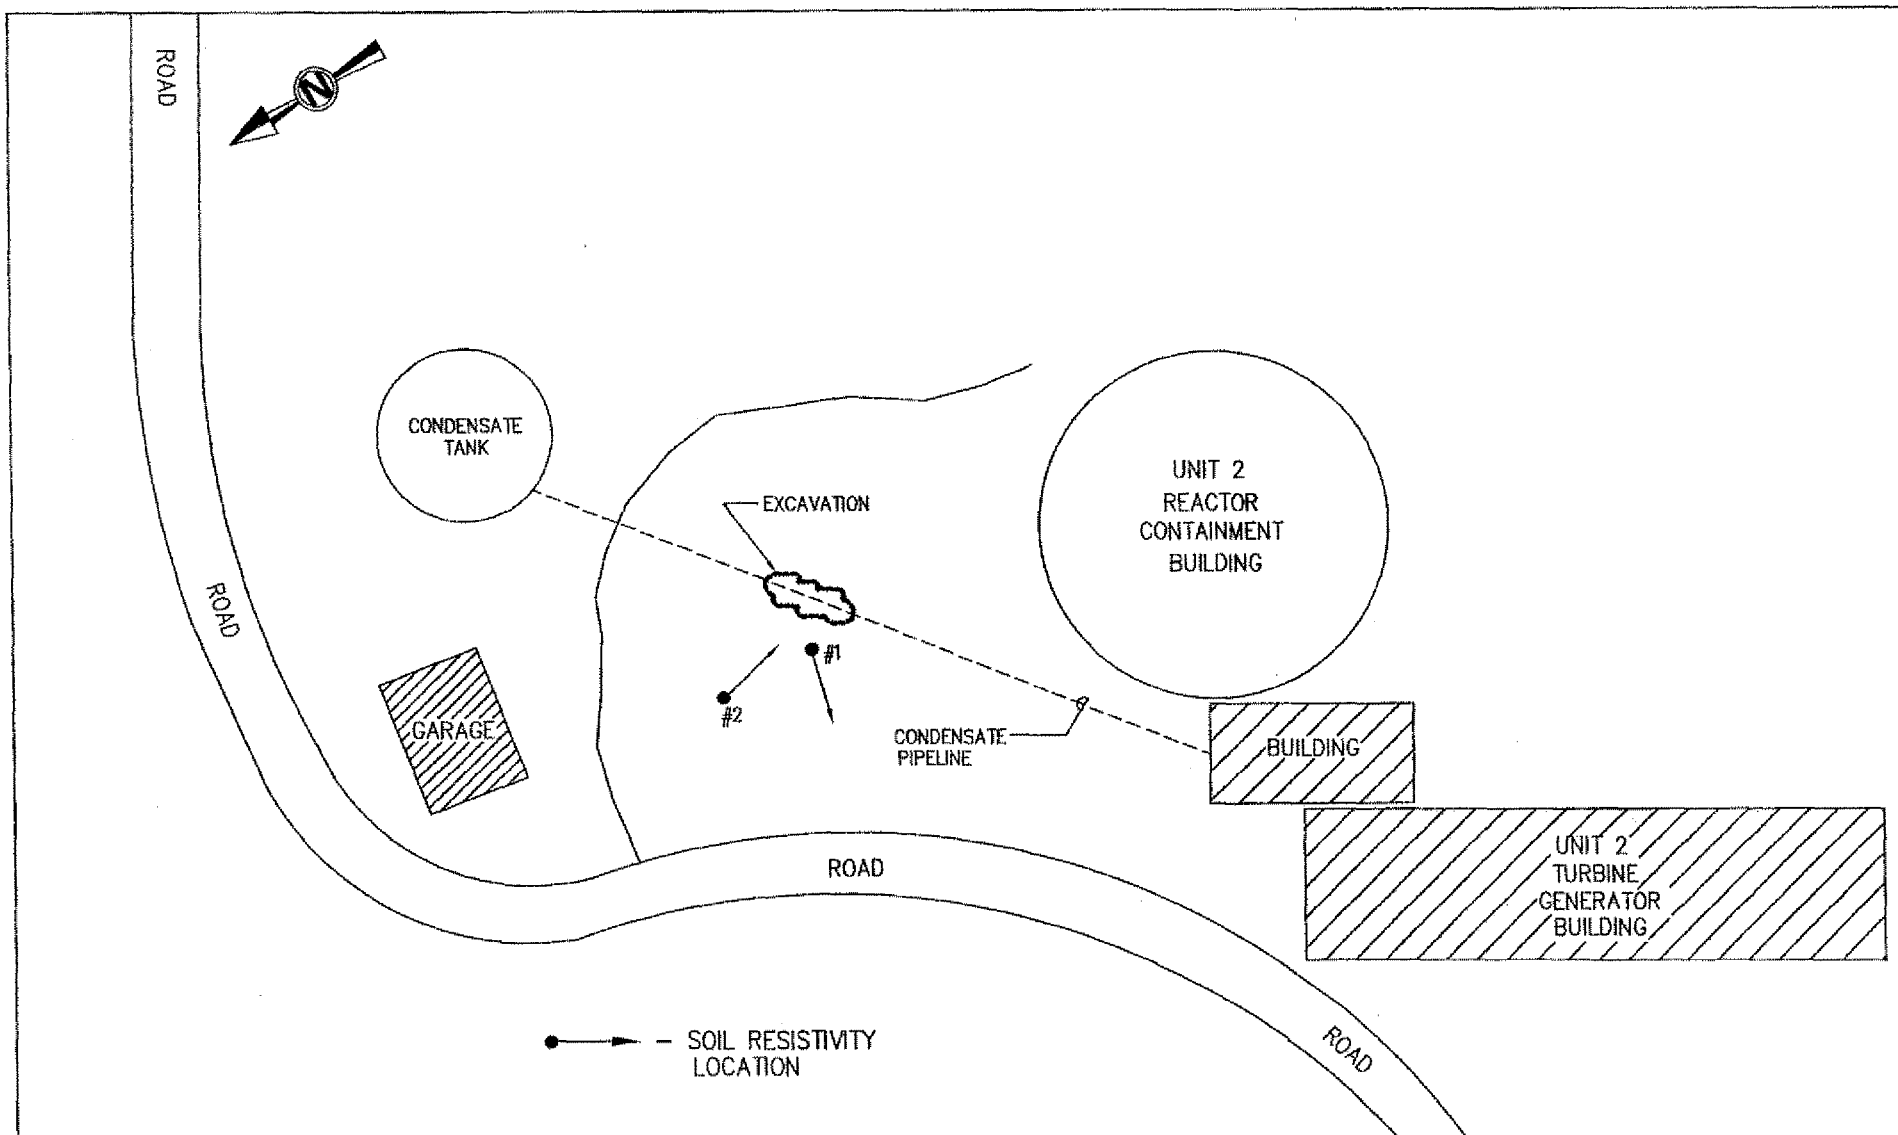 ROAD
N
CONDENSATE
TANK
EXCAVATION
UNIT 2
REACTOR
CONTAINMENT
BUILDING
ROAD
#1
#2
GARAGE
CONDENSATE
PIPELINE
BUILDING
ROAD
UNIT 2
TURBINE
GENERATOR
BUILDING
- SOIL RESISTIVITY
LOCATION
ROAD